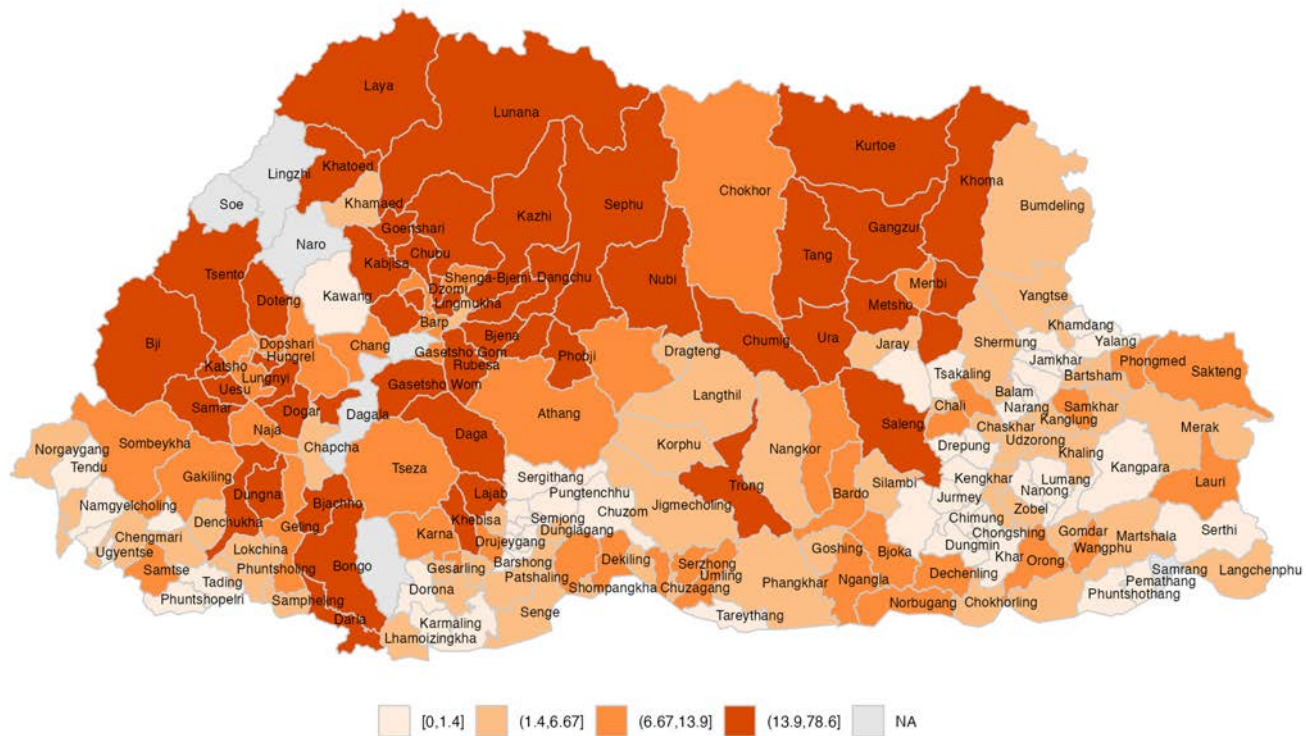 Laya
Lunana
Kurtoe
Khatoed
Lingzhi
Khoma
Chokhor
Soe
Khamaed
Bumdeling
Sephu
Kazhi
Goenshari
Gangzur
Naro
Chubu
Tang
Kabjisa
Tsento
Shenga-Bjemi
Dangchu
Nubi
Menbi
Dzomi
Yangtse
Kawang
Doteng
Lingmukha
Metsho
Barp
Khamdang
Bjena
Chumig
Ura
Yalang
Bji
Dopshari
Chang
Jaray
Shermung
Hungrel
Gasetsho Gom
Phobji
Dragteng
Jamkhar
Phongmed
Katsho
Rubesa
Tsakaling
Bartsham
Sakteng
Lungnyi
Uesu
Gasetsho Wom
Langthil
Balam
Samar
Chali
Narang
Samkhar
Dogar
Dagala
Athang
Kanglung
Saleng
Chaskhar
Merak
Naja
Daga
Udzorong
Sombeykha
Chapcha
Korphu
Nangkor
Drepung
Norgaygang
Khaling
Tendu
Tseza
Sergithang
Kangpara
Gakiling
Kengkhar
Lumang
Lauri
Trong
Silambi
Dungna
Lajab
Pungtenchhu
Bardo
Jurmey
Nanong
Namgyelcholing
Bjachho
Jigmecholing
Zobel
Khebisa
Semjong
Chuzom
Chimung
Denchukha
Geling
Serthi
Karna
Dunglagang
Chongshing
Gomdar
Martshala
Chengmari
Drujeygang
Dungmin
Wangphu
Lokchina
Goshing
Bjoka
Khar
Ugyentse
Barshong
Dekiling
Serzhong
Orong
Samtse
Phuntsholing
Bongo
Gesarling
Umling
Dechenling
Samrang
Langchenphu
Patshaling
Ngangla
Pemathang
Tading
Phangkhar
Shompangkha
Chuzagang
Dorona
Phuntshothang
Phuntshopelri
Sampheling
Norbugang
Chokhorling
Senge
Tareythang
Darla
Karmaling
Lhamoizingkha
[0,1.4] (1.4,6.67] (6.67,13.9] (13.9,78.6] NA